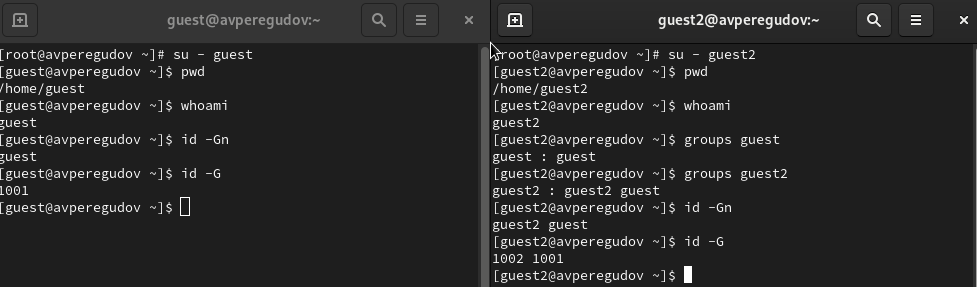 guest@avperegudov:~
[root@avperegudov ~]# su - guest
[guest@avperegudov ~]$ pwd
/home/guest
[guest@avperegudov ~]$ whoami
guest
[guest@avperegudov ~]$ id -Gn
guest
[guest@avperegudov ~]$ id -G
1001
[guest@avperegudov ~]$
guest2@avperegudov:~
[root@avperegudov ~]# su - guest2
[guest2@avperegudov ~]$ pwd
/home/guest2
[guest2@avperegudov ~]$ whoami
guest2
[guest2@avperegudov ~]$ groups guest
guest : guest
[guest2@avperegudov ~]$ groups guest2
guest2 : guest2 guest
[guest2@avperegudov ~]$ id -Gn
guest2 guest
[guest2@avperegudov ~]$ id -G
1002 1001
[guest2@avperegudov ~]$